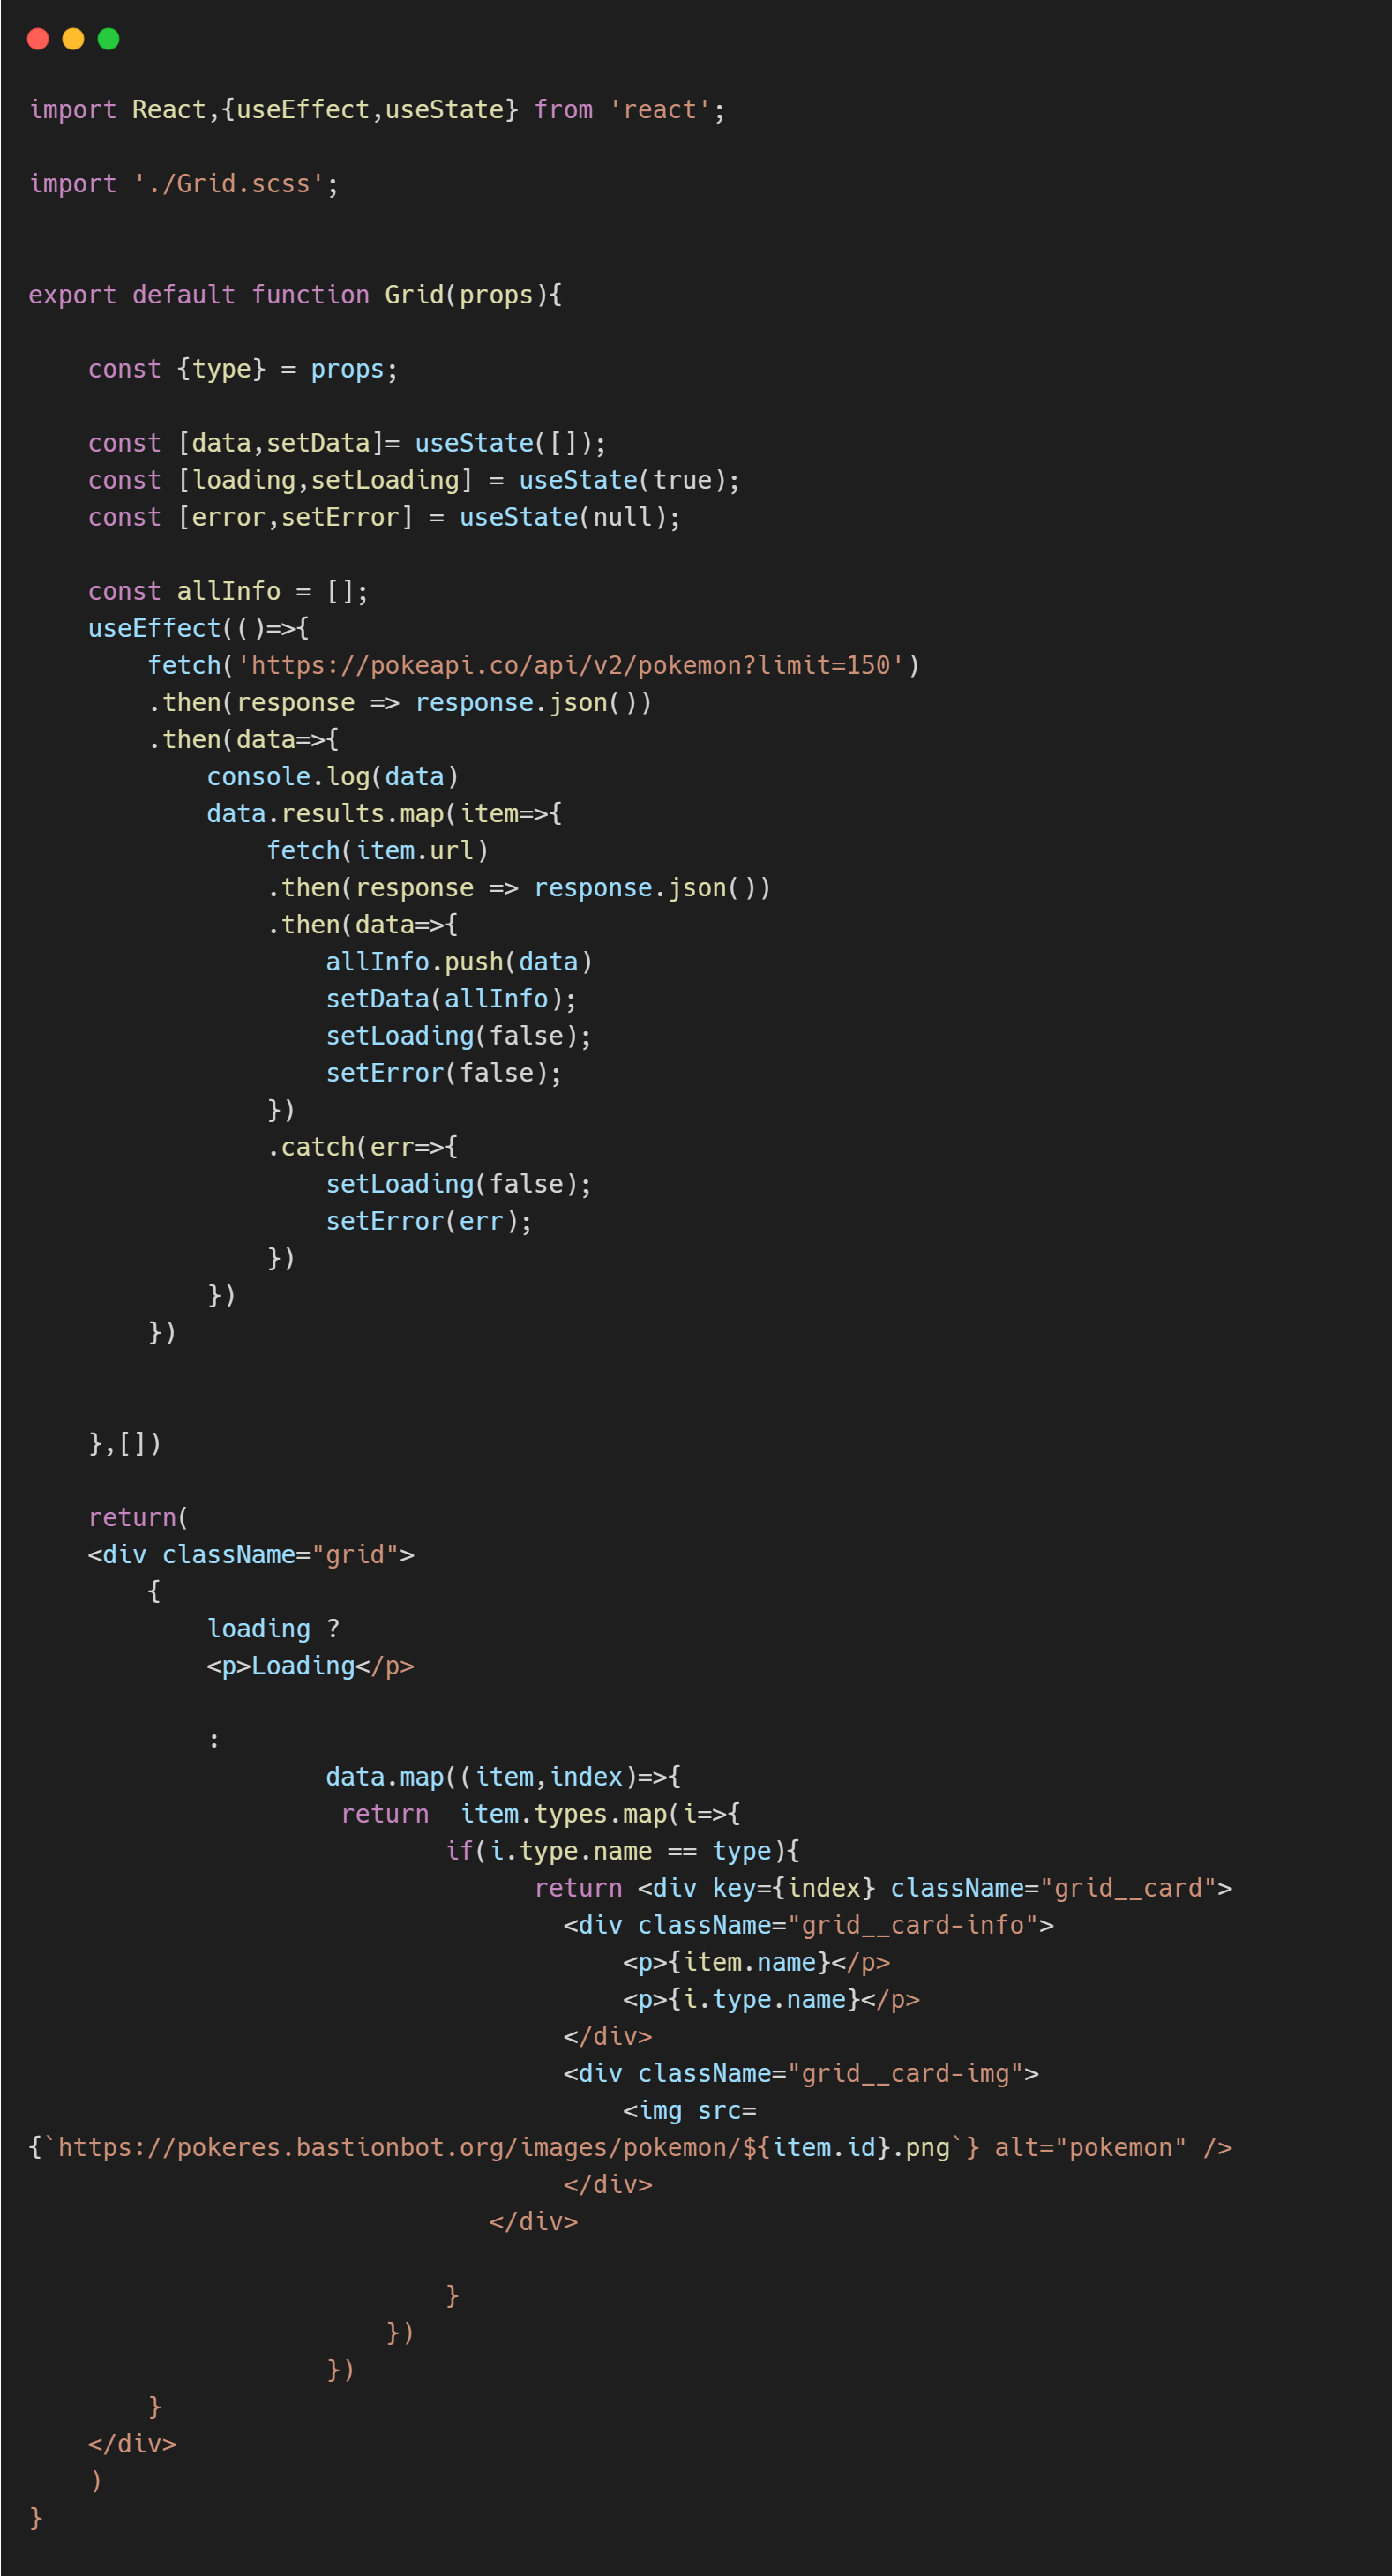 import React,{useEffect,useState} from 'react';
import './Grid.scss';
export default function Grid(props){
    const {type} = props;
    const [data,setData]= useState([]);
    const [loading,setLoading] = useState(true);
    const [error,setError] = useState(null);
    const allInfo = [];
    useEffect(()=>{
        fetch('https://pokeapi.co/api/v2/pokemon?limit=150')
        .then(response => response.json())
        .then(data=>{
            console.log(data)
            data.results.map(item=>{
                fetch(item.url)
                .then(response => response.json())
                .then(data=>{
                    allInfo.push(data)
                    setData(allInfo);
                    setLoading(false);
                    setError(false);
                })
                .catch(err=>{
                    setLoading(false);
                    setError(err);
                })
            })
        })
    },[])
    return(
    <div className="grid">
        {
            loading ?
            <p>Loading</p>
            :
                    data.map((item,index)=>{
                     return  item.types.map(i=>{
                            if(i.type.name == type){
                                  return <div key={index} className="grid__card">
                                    <div className="grid__card-info">
                                        <p>{item.name}</p>
                                        <p>{i.type.name}</p>
                                    </div>
                                    <div className="grid__card-img">
                                        <img src=
{`https://pokeres.bastionbot.org/images/pokemon/${item.id}.png`} alt="pokemon" />
                                    </div>
                               </div>
                            }
                        })
                    })
        }
    </div>
    )
}